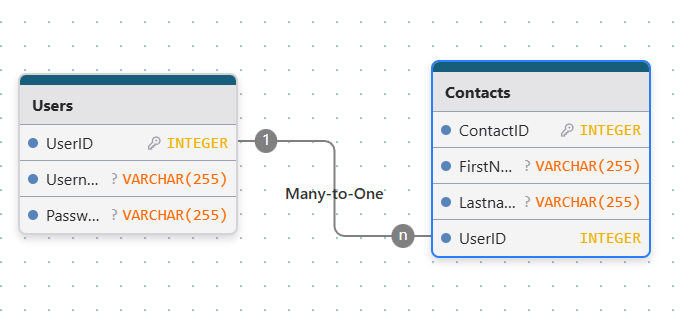 Users
UserID INTEGER
Usern... ? VARCHAR(255)
Passw... ? VARCHAR(255)
1
Many-to-One
n
Contacts
ContactID INTEGER
FirstN... ? VARCHAR(255)
Lastna... ? VARCHAR(255)
UserID INTEGER